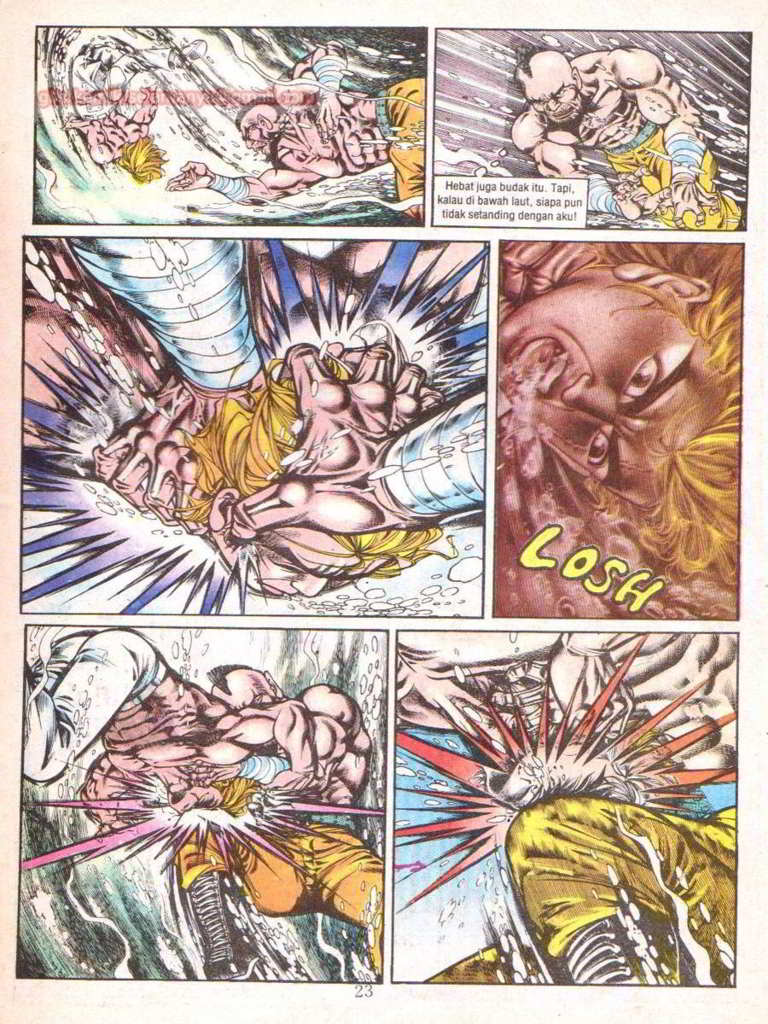 Hebat juga budak itu. Tapi,
kalau di bawah laut, siapa pun
tidak setanding dengan aku!
LOSH
23